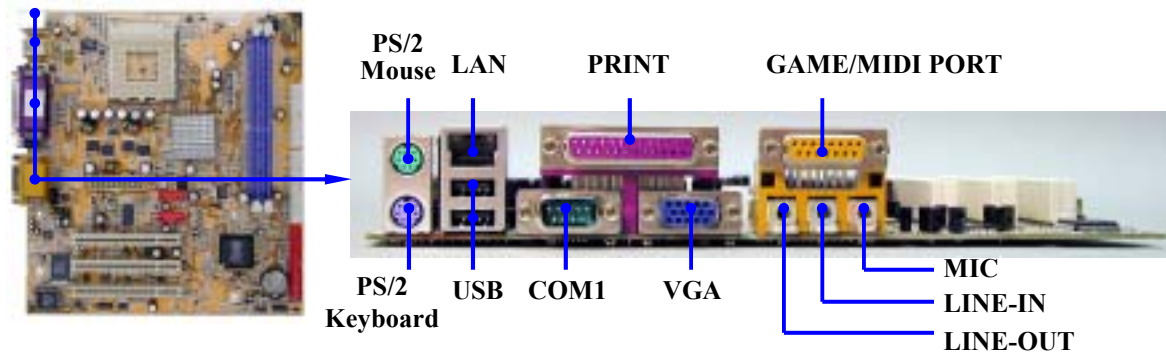 PS/2
Mouse
LAN
PRINT
GAME/MIDI PORT
PS/2
Keyboard
USB
COM1
VGA
MIC
LINE-IN
LINE-OUT